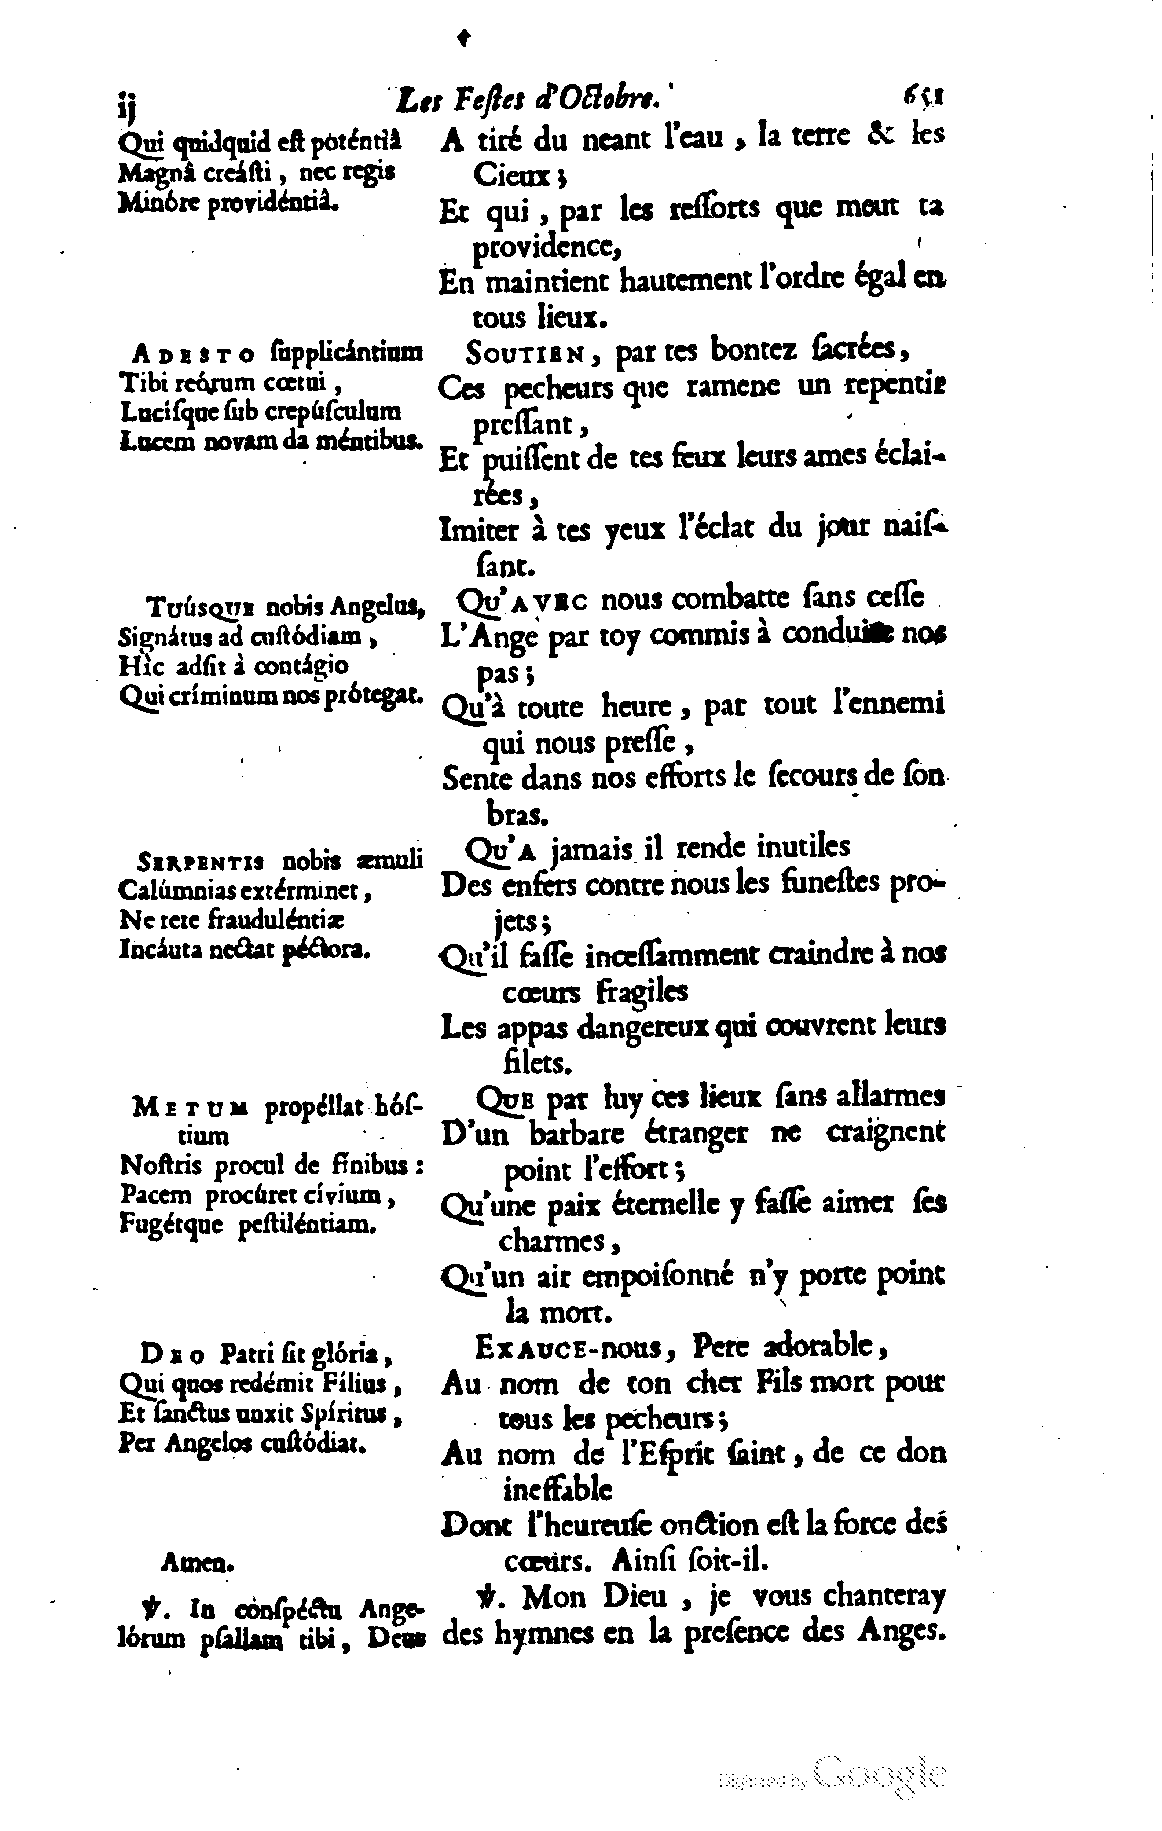 ij Les Feſtes d'Octobre. 651
Qui quidquid eſt poténtiâ
Magnâ creáſti, nec regis
Minóre providéntiâ.
ADESTO ſupplicántium
Tibi reórum cœtui,
Luciſque ſub crepúſculum
Lucem novam da méntibus.
TUÚSQUE nobis Angelus,
Signátus ad cuſtódiam,
Hìc adſit à contágio
Qui críminum nos prótegat.
SERPENTIS nobis æmuli
Calúmnias extérminet,
Ne rete frauduléntiæ
Incáuta nectat péctora.
METUM propéllat hóſ-
tium
Noſtris procul de fínibus:
Pacem procúret cívium,
Fugétque peſtiléntiam.
DEO Patri ſit glória,
Qui quos redémit Fílius,
Et ſanctus unxit Spíritus,
Per Angelos cuſtódiat.
Amen.
℣. In conſpéctu Ange-
lórum pſallam tibi, Deus
A tiré du neant l'eau, la terre & les
Cieux;
Et qui, par les reſſorts que meut ta
providence,
En maintient hautement l'ordre égal en
tous lieux.
SOUTIEN, par tes bontez ſacrées,
Ces pecheurs que ramene un repentir
preſſant,
Et puiſſent de tes feux leurs ames éclai-
rées,
Imiter à tes yeux l'éclat du jour naiſ-
ſant.
QU'AVEC nous combatte ſans ceſſe
L'Ange par toy commis à conduire nos
pas;
Qu'à toute heure, par tout l'ennemi
qui nous preſſe,
Sente dans nos efforts le ſecours de ſon
bras.
QU'A jamais il rende inutiles
Des enfers contre nous les funeſtes pro-
jets;
Qu'il faſſe inceſſamment craindre à nos
cœurs fragiles
Les appas dangereux qui couvrent leurs
filets.
QUE par luy ces lieux ſans allarmes
D'un barbare étranger ne craignent
point l'effort;
Qu'une paix éternelle y faſſe aimer ſes
charmes,
Qu'un air empoiſonné n'y porte point
la mort.
EXAUCE-nous, Pere adorable,
Au nom de ton cher Fils mort pour
tous les pecheurs;
Au nom de l'Eſprit ſaint, de ce don
ineffable
Dont l'heureuſe onction eſt la force des
cœurs. Ainſi ſoit-il.
℣. Mon Dieu, je vous chanteray
des hymnes en la preſence des Anges.
Digitized by Google